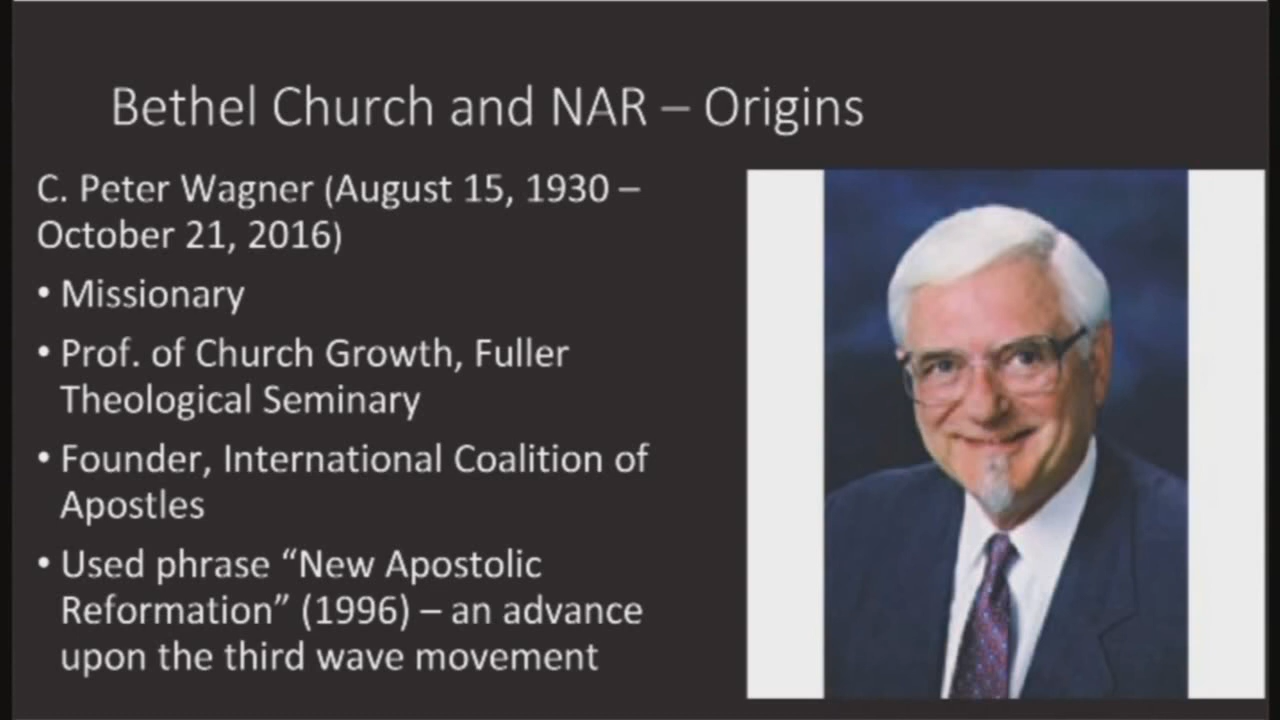 Bethel Church and NAR – Origins
C. Peter Wagner (August 15, 1930 –
October 21, 2016)
• Missionary
• Prof. of Church Growth, Fuller
Theological Seminary
• Founder, International Coalition of
Apostles
• Used phrase “New Apostolic
Reformation” (1996) – an advance
upon the third wave movement